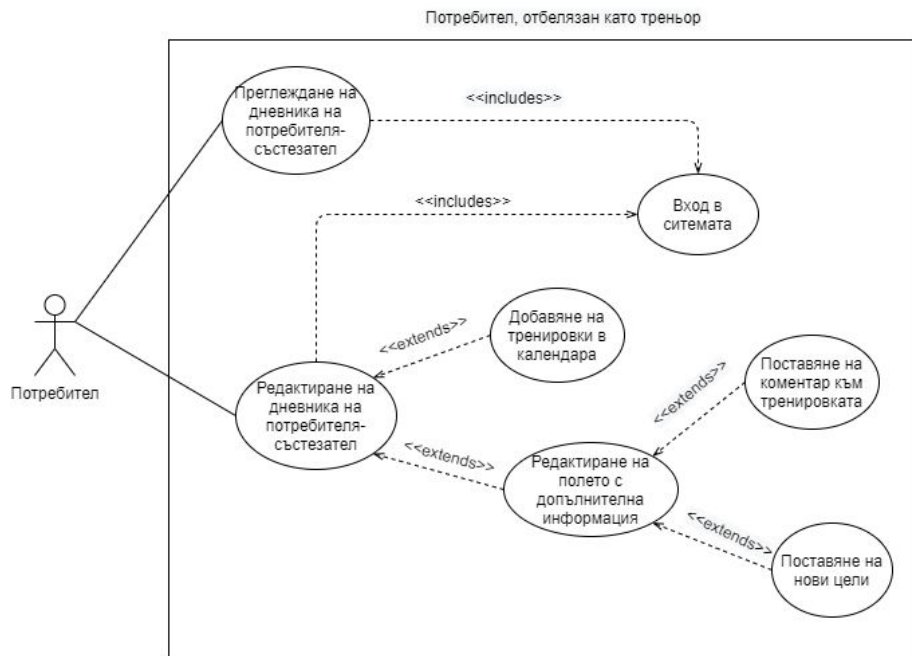 Потребител, отбелязан като треньор
Преглеждане на
дневника на
потребителя-
състезател
<<includes>>
Вход в
ситемата
<<includes>>
Потребител
Редактиране на
дневника на
потребителя-
състезател
<<extends>>
Добавяне на
тренировки в
календара
<<extends>>
Редактиране на
полето с
допълнителна
информация
<<extends>>
Поставяне на
коментар към
тренировката
<<extends>>
Поставяне на
нови цели